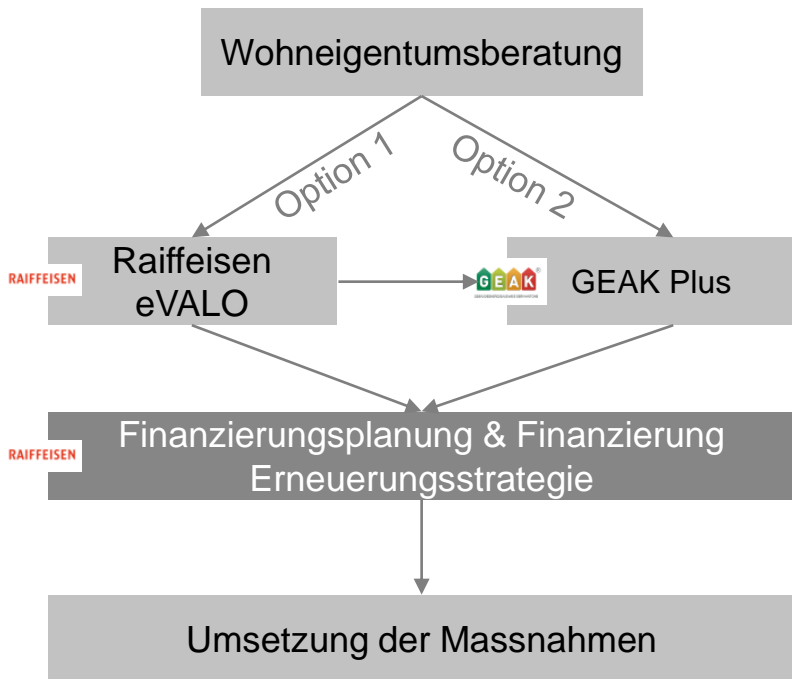 Wohneigentumsberatung
Option 1
Option 2
RAIFFEISEN
Raiffeisen
eVALO
GEAK
GEAK Plus
RAIFFEISEN
Finanzierungsplanung & Finanzierung
Erneuerungsstrategie
Umsetzung der Massnahmen